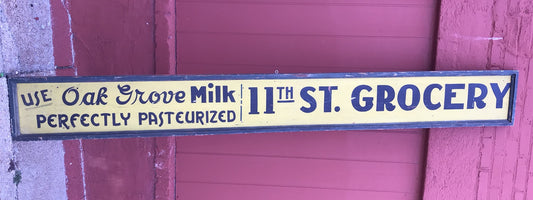 USE Oak Grove Milk
PERFECTLY PASTEURIZED
11TH ST. GROCERY